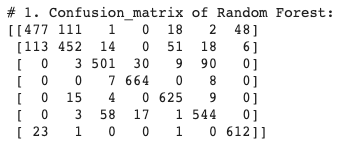 # 1. Confusion_matrix of Random Forest:
[[477 111 1 0 18 2 48]
[113 452 14 0 51 18 6]
[ 0 3 501 30 9 90 0]
[ 0 0 7 664 0 8 0]
[ 0 15 4 0 625 9 0]
[ 0 3 58 17 1 544 0]
[ 23 1 0 0 1 0 612]]